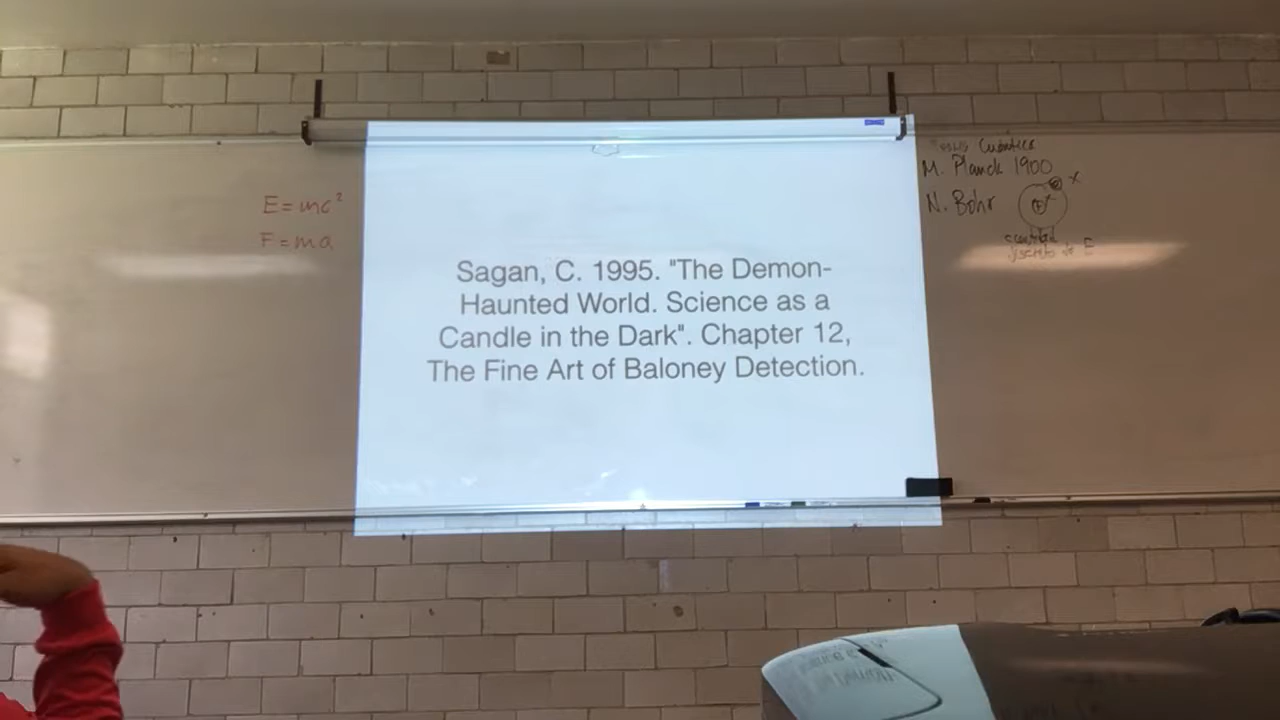 E=mc²
F=ma
Sagan, C. 1995. "The Demon-
Haunted World. Science as a
Candle in the Dark". Chapter 12,
The Fine Art of Baloney Detection.
M. Planck 1900
N. Bohr